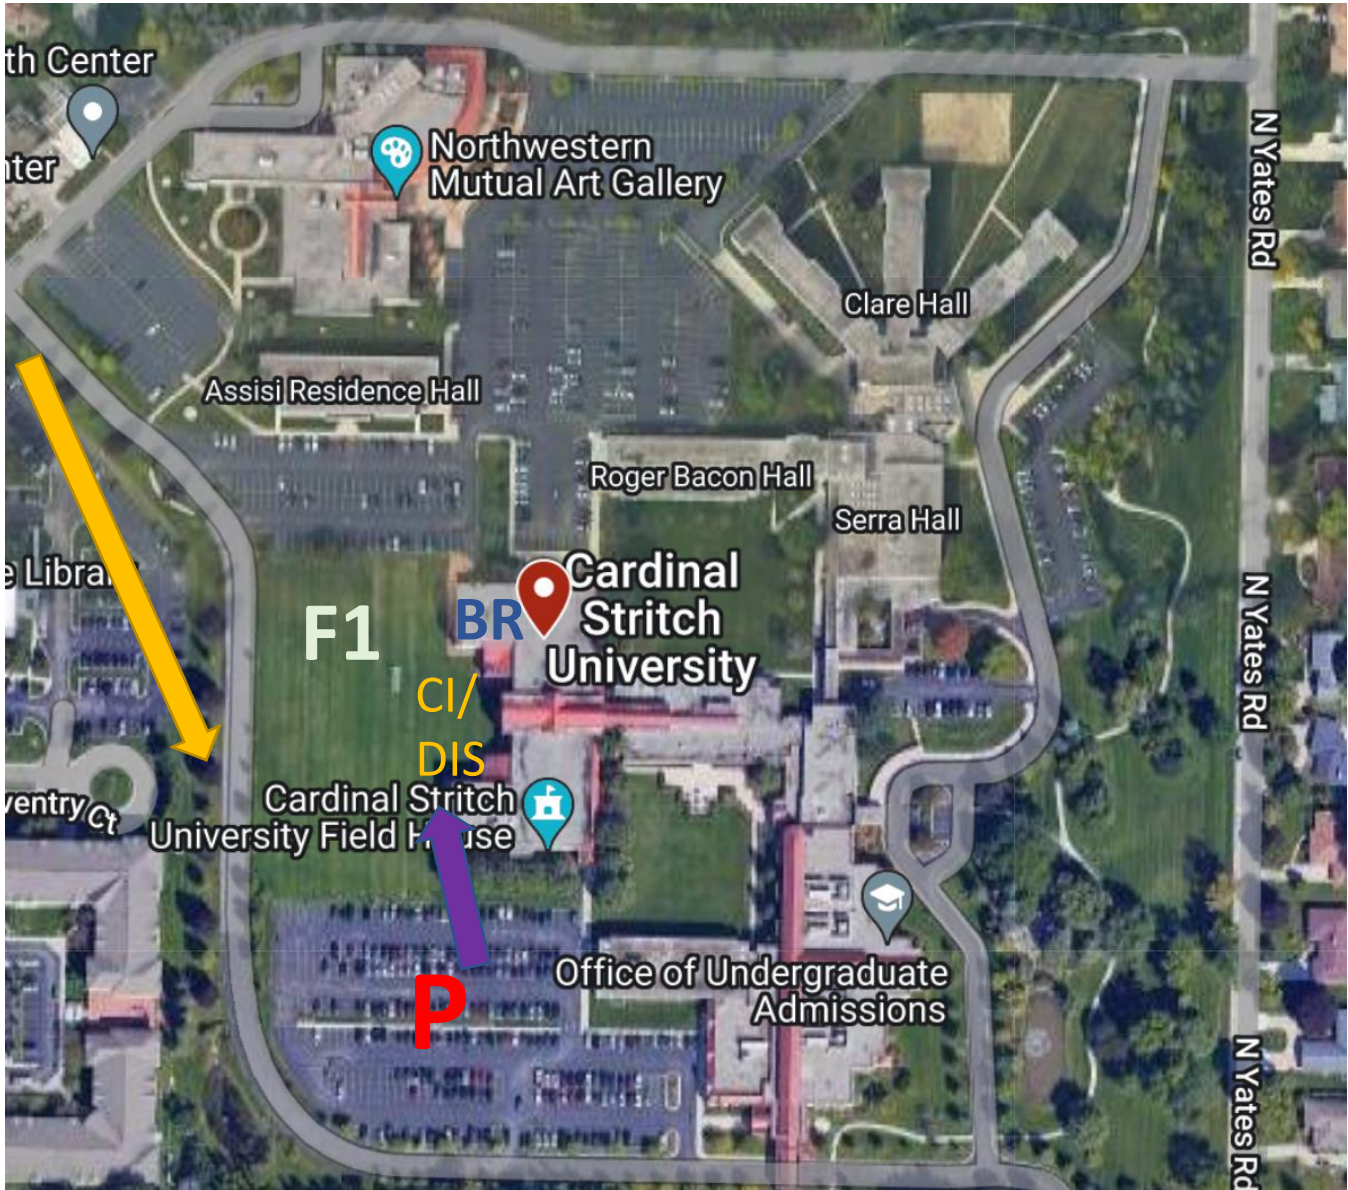 th Center
nter
Northwestern
Mutual Art Gallery
N Yates Rd
Clare Hall
Assisi Residence Hall
Roger Bacon Hall
Serra Hall
Cardinal
Stritch
University
e Library
F1
BR
N Yates Rd
CI/
DIS
Cardinal Stritch
University Field House
ventry Ct
Office of Undergraduate
Admissions
P
N Yates Rd